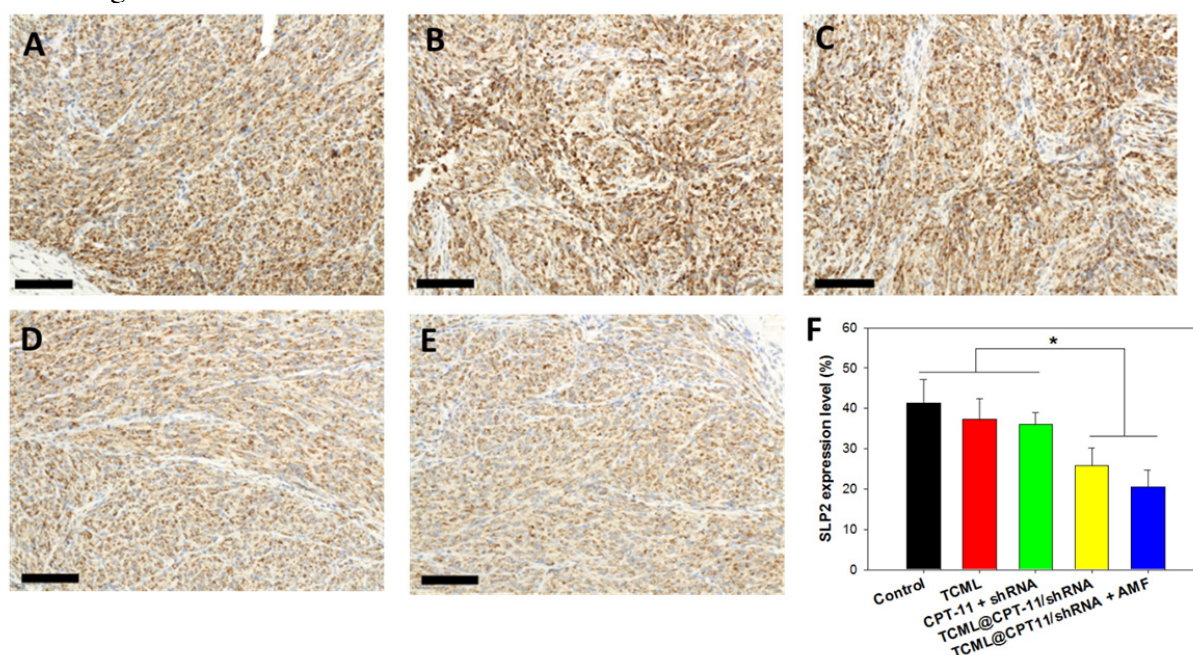 A
B
C
D
E
F
60
50
40
30
20
10
0
SLP2 expression level (%)
*
Control
TCML
CPT-11 + shRNA
TCML@CPT-11/shRNA
TCML@CPT11/shRNA + AMF